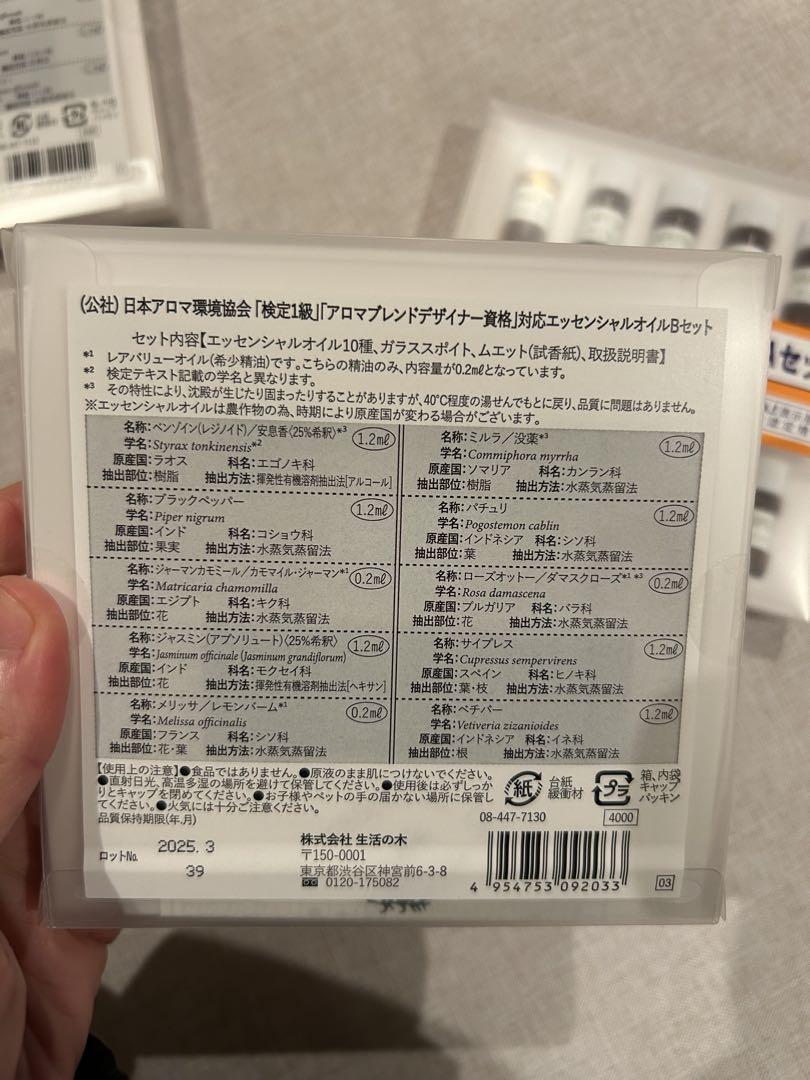 (公社)日本アロマ環境協会「検定1級」「アロマブレンドデザイナー資格」対応エッセンシャルオイルBセット
セット内容【エッセンシャルオイル10種、ガラススポイト、ムエット(試香紙)、取扱説明書】
*1 レアバリューオイル(希少精油)です。こちらの精油のみ、内容量が0.2mlとなっています。
*2 検定テキスト記載の学名と異なります。
*3 その特性により、沈殿が生じたり固まったりすることがありますが、40℃程度の湯せんでもとに戻り、品質に問題はありません。
※エッセンシャルオイルは農作物の為、時期により原産国が変わる場合がございます。
名称:ベンゾイン(レジノイド)/安息香〈25%希釈〉*3 1.2ml
学名:Styrax tonkinensis*2
原産国:ラオス 科名:エゴノキ科
抽出部位:樹脂 抽出方法:揮発性有機溶剤抽出法[アルコール]
名称:ブラックペッパー 1.2ml
学名:Piper nigrum
原産国:インド 科名:コショウ科
抽出部位:果実 抽出方法:水蒸気蒸留法
名称:ジャーマンカモミール/カモマイル・ジャーマン*1 0.2ml
学名:Matricaria chamomilla
原産国:エジプト 科名:キク科
抽出部位:花 抽出方法:水蒸気蒸留法
名称:ジャスミン(アブソリュート)〈25%希釈〉 1.2ml
学名:Jasminum officinale (Jasminum grandiflorum)
原産国:インド 科名:モクセイ科
抽出部位:花 抽出方法:揮発性有機溶剤抽出法[ヘキサン]
名称:メリッサ/レモンバーム*1 0.2ml
学名:Melissa officinalis
原産国:フランス 科名:シソ科
抽出部位:花・葉 抽出方法:水蒸気蒸留法
名称:ミルラ/没薬*3 1.2ml
学名:Commiphora myrrha
原産国:ソマリア 科名:カンラン科
抽出部位:樹脂 抽出方法:水蒸気蒸留法
名称:パチュリ 1.2ml
学名:Pogostemon cablin
原産国:インドネシア 科名:シソ科
抽出部位:葉 抽出方法:水蒸気蒸留法
名称:ローズオットー/ダマスクローズ*1 *3 0.2ml
学名:Rosa damascena
原産国:ブルガリア 科名:バラ科
抽出部位:花 抽出方法:水蒸気蒸留法
名称:サイプレス 1.2ml
学名:Cupressus sempervirens
原産国:スペイン 科名:ヒノキ科
抽出部位:葉・枝 抽出方法:水蒸気蒸留法
名称:ベチバー 1.2ml
学名:Vetiveria zizanioides
原産国:インドネシア 科名:イネ科
抽出部位:根 抽出方法:水蒸気蒸留法
【使用上の注意】●食品ではありません。●原液のまま肌につけないでください。
●直射日光、高温多湿の場所を避けて保管してください。●使用後は必ずしっか
りとキャップを閉めてください。●お子様やペットの手の届かない場所に保管し
てください。●火気には十分ご注意ください。
紙 台紙 緩衝材
プラ 箱、内袋 キャップ パッキン
08-447-7130 4000
品質保持期限(年,月)
2025. 3
ロットNo. 39
株式会社 生活の木
〒150-0001
東京都渋谷区神宮前6-3-8
0120-175082
4 954753 092033
03